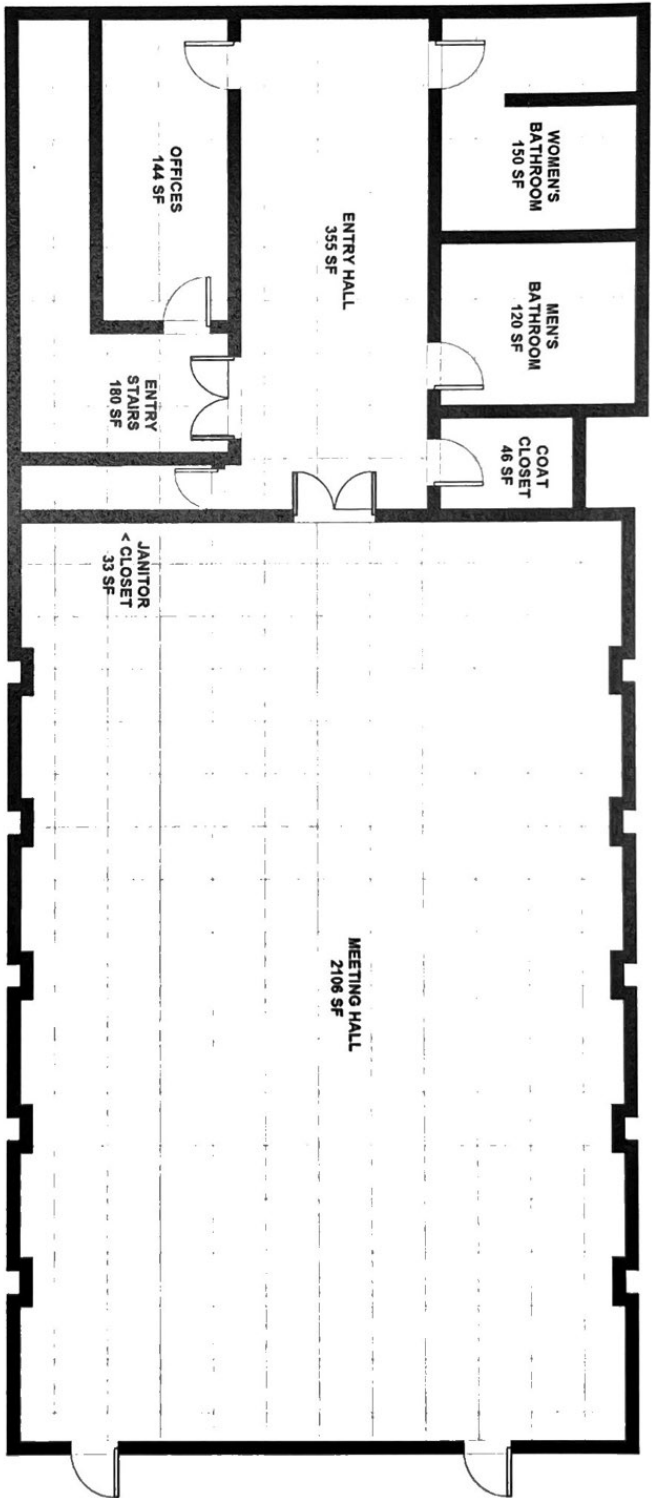 WOMEN'S
BATHROOM
150 SF
MEN'S
BATHROOM
120 SF
COAT
CLOSET
46 SF
ENTRY HALL
355 SF
OFFICES
144 SF
ENTRY
STAIRS
180 SF
JANITOR
< CLOSET
33 SF
MEETING HALL
2106 SF